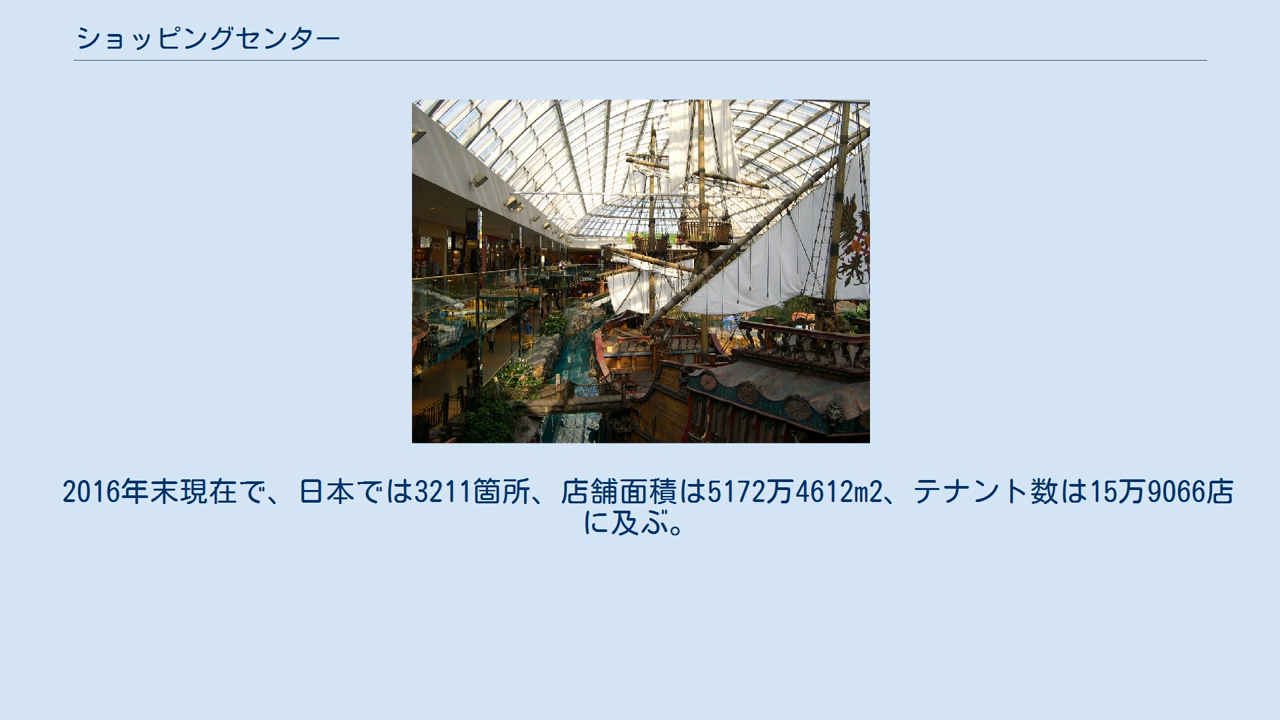 ショッピングセンター
2016年末現在で、日本では3211箇所、店舗面積は5172万4612m2、テナント数は15万9066店
に及ぶ。